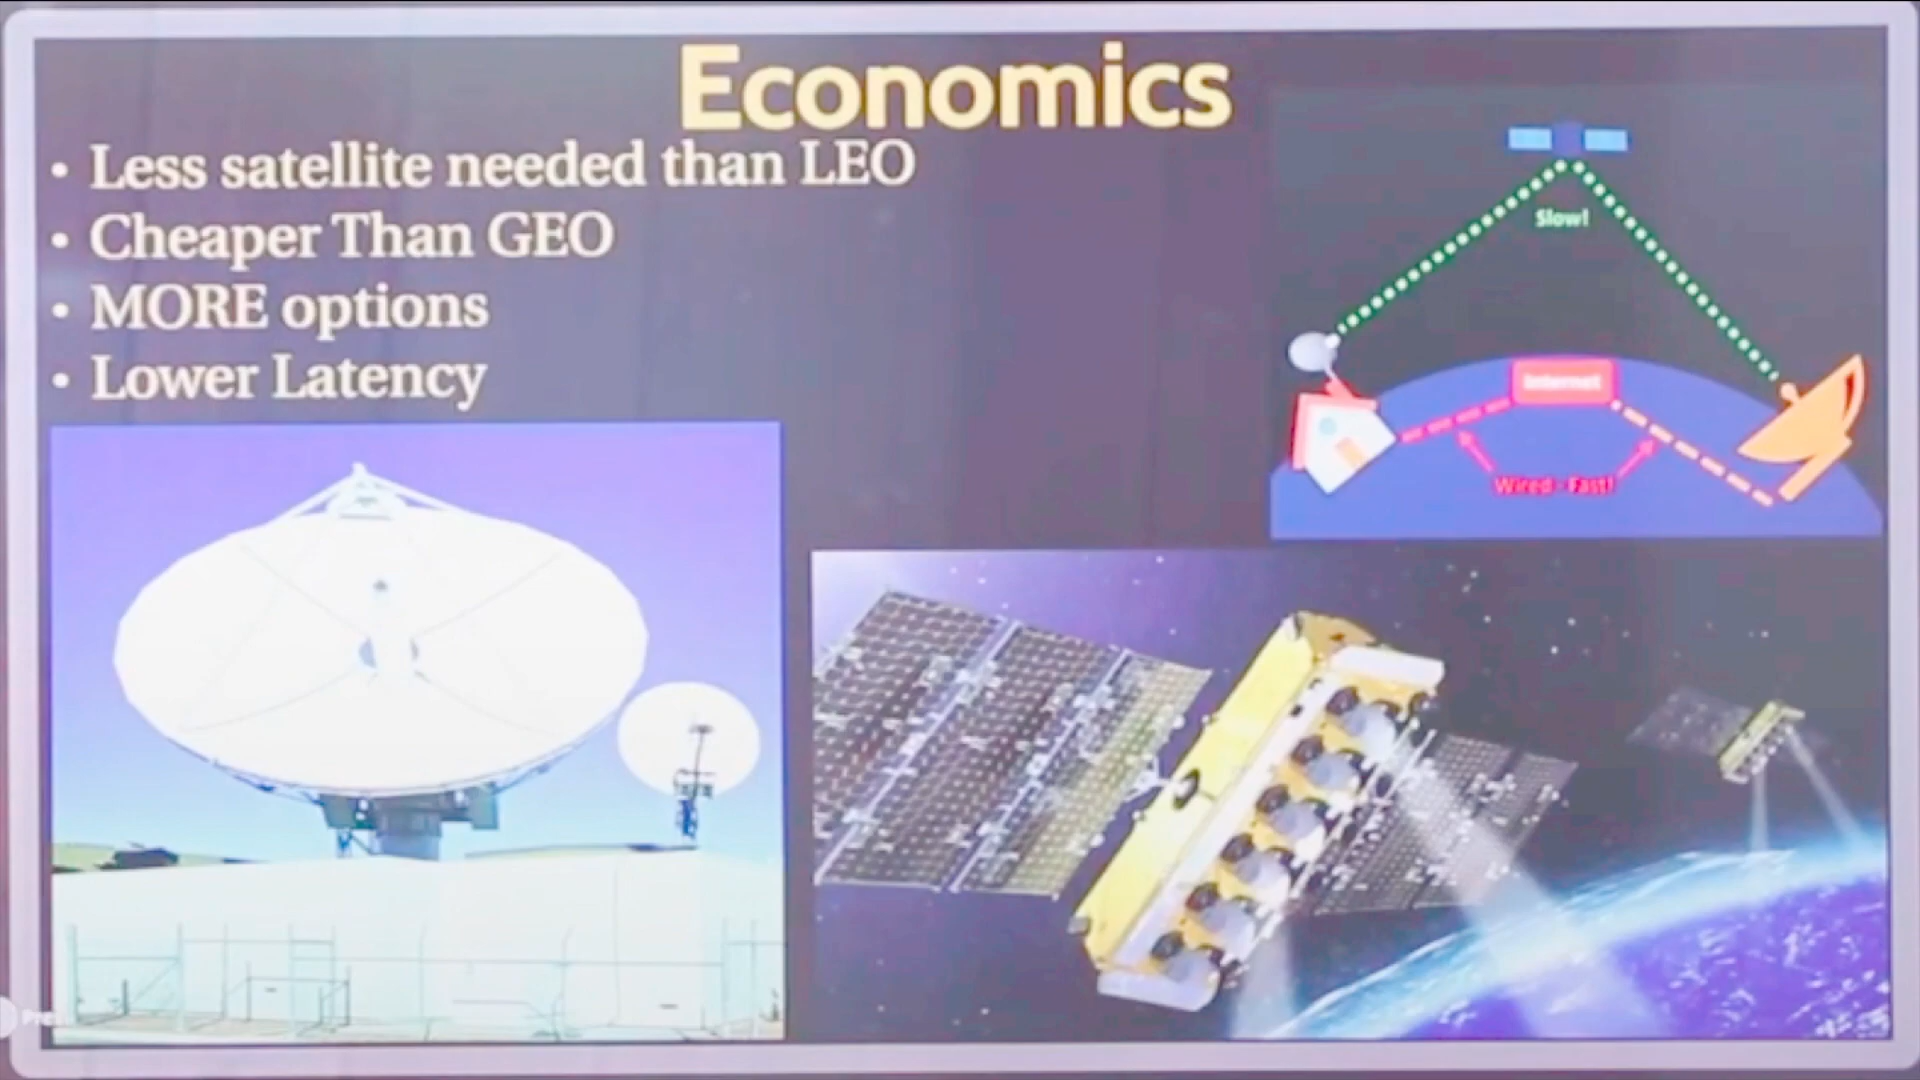 Economics
• Less satellite needed than LEO
• Cheaper Than GEO
• MORE options
• Lower Latency
Slow!
Internet
Wired - Fast!